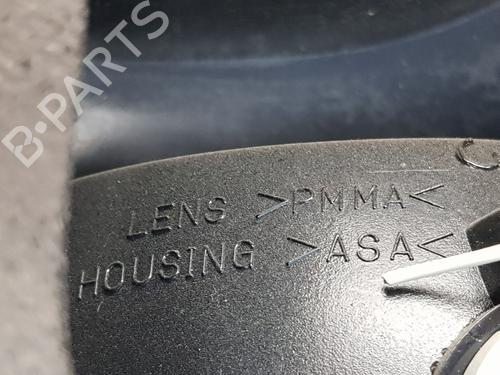 B-PARTS
LENS >PMMA<
HOUSING >ASA<